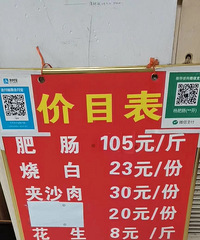 价目表
肥肠 105元/斤
烧白 23元/份
夹沙肉 30元/份
20元/份
花生 8元/斤